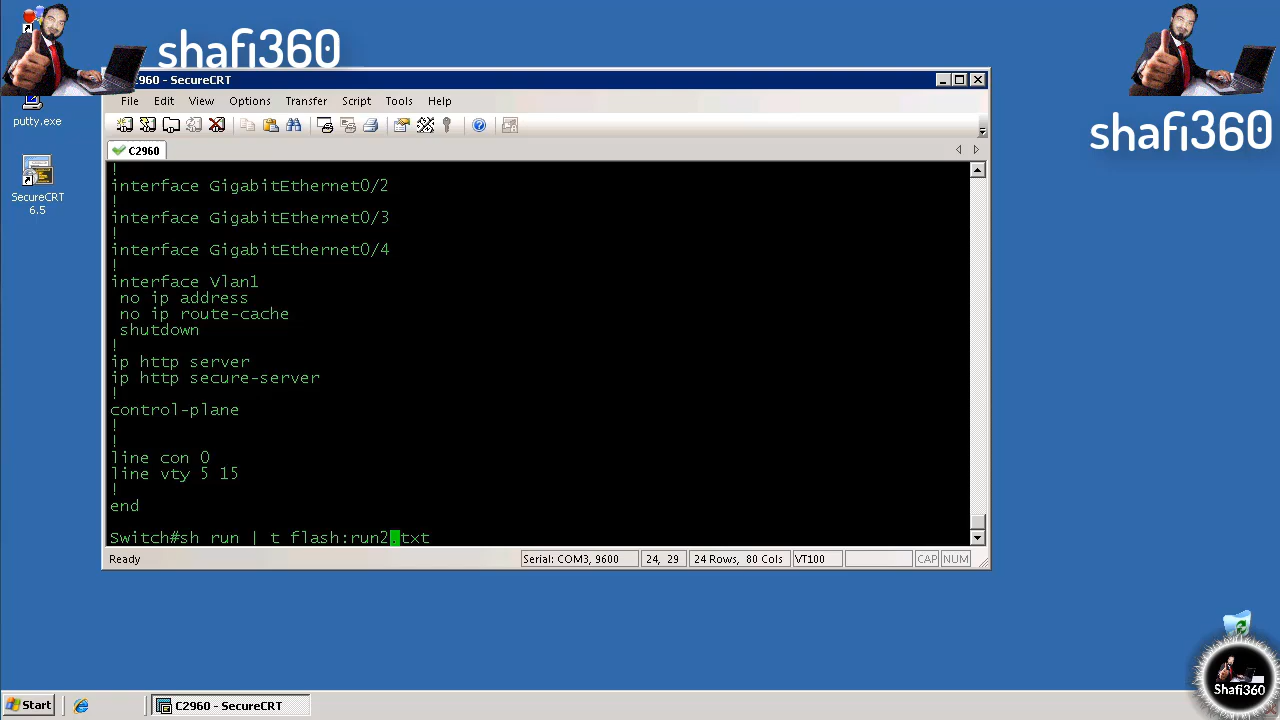 shafi360
shafi360
C2960 - SecureCRT
File Edit View Options Transfer Script Tools Help
putty.exe
C2960
SecureCRT
6.5
!
interface GigabitEthernet0/2
!
interface GigabitEthernet0/3
!
interface GigabitEthernet0/4
!
interface Vlan1
no ip address
no ip route-cache
shutdown
!
ip http server
ip http secure-server
!
control-plane
!
!
line con 0
line vty 5 15
!
end
Switch#sh run | t flash:run2.txt
Ready Serial: COM3, 9600 24, 29 24 Rows, 80 Cols VT100 CAP NUM
Shafi360
Start C2960 - SecureCRT